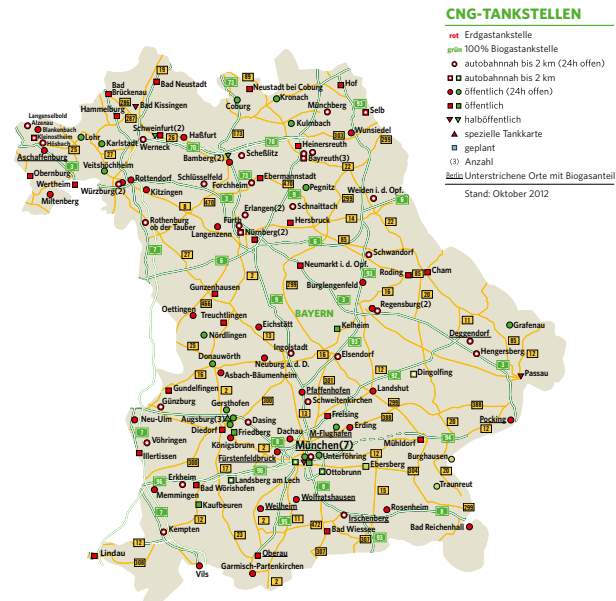 CNG-TANKSTELLEN
rot Erdgastankstelle
grün 100% Biogastankstelle
autobahnnah bis 2 km (24h offen)
autobahnnah bis 2 km
öffentlich (24h offen)
öffentlich
halböffentlich
spezielle Tankkarte
geplant
(3) Anzahl
Berlin Unterstrichene Orte mit Biogasanteil
Stand: Oktober 2012
Bad Neustadt
Bad Brückenau
Neustadt bei Coburg
Hof
Coburg
Kronach
Bad Kissingen
Hammelburg
Münchberg
Selb
Langenselbold
Alzenau
Blankenbach
Kleinostheim
Hösbach
Aschaffenburg
Lohr
Karlstadt
Schweinfurt(2)
Werneck
Haßfurt
Kulmbach
Wunsiedel
Heinersreuth
Bayreuth(3)
Scheßlitz
Bamberg(2)
Veitshöchheim
Obernburg
Wertheim
Miltenberg
Würzburg(2)
Rottendorf
Kitzingen
Schlüsselfeld
Forchheim
Ebermannstadt
Pegnitz
Weiden i. d. Opf.
Rothenburg
ob der Tauber
Erlangen(2)
Schnaittach
Fürth
Langenzenn
Nürnberg(2)
Hersbruck
Schwandorf
Neumarkt i. d. Opf.
Roding
Cham
Burglengenfeld
Gunzenhausen
Regensburg(2)
Oettingen
Treuchtlingen
BAYERN
Nördlingen
Eichstätt
Kelheim
Deggendorf
Grafenau
Ingolstadt
Hengersberg
Donauwörth
Neuburg a. d. D.
Elsendorf
Asbach-Bäumenheim
Dingolfing
Passau
Gundelfingen
Pfaffenhofen
Landshut
Günzburg
Gersthofen
Schweitenkirchen
Neu-Ulm
Augsburg(3)
Dasing
Freising
Pocking
Diedorf
Friedberg
Dachau
M-Flughafen
Erding
Vöhringen
Königsbrunn
München(7)
Mühldorf
Illertissen
Fürstenfeldbruck
Unterföhring
Burghausen
Ebersberg
Ottobrunn
Erkheim
Landsberg am Lech
Bad Wörishofen
Traunreut
Memmingen
Wolfratshausen
Kaufbeuren
Weilheim
Rosenheim
Irschenberg
Kempten
Bad Wiessee
Bad Reichenhall
Lindau
Oberau
Vils
Garmisch-Partenkirchen